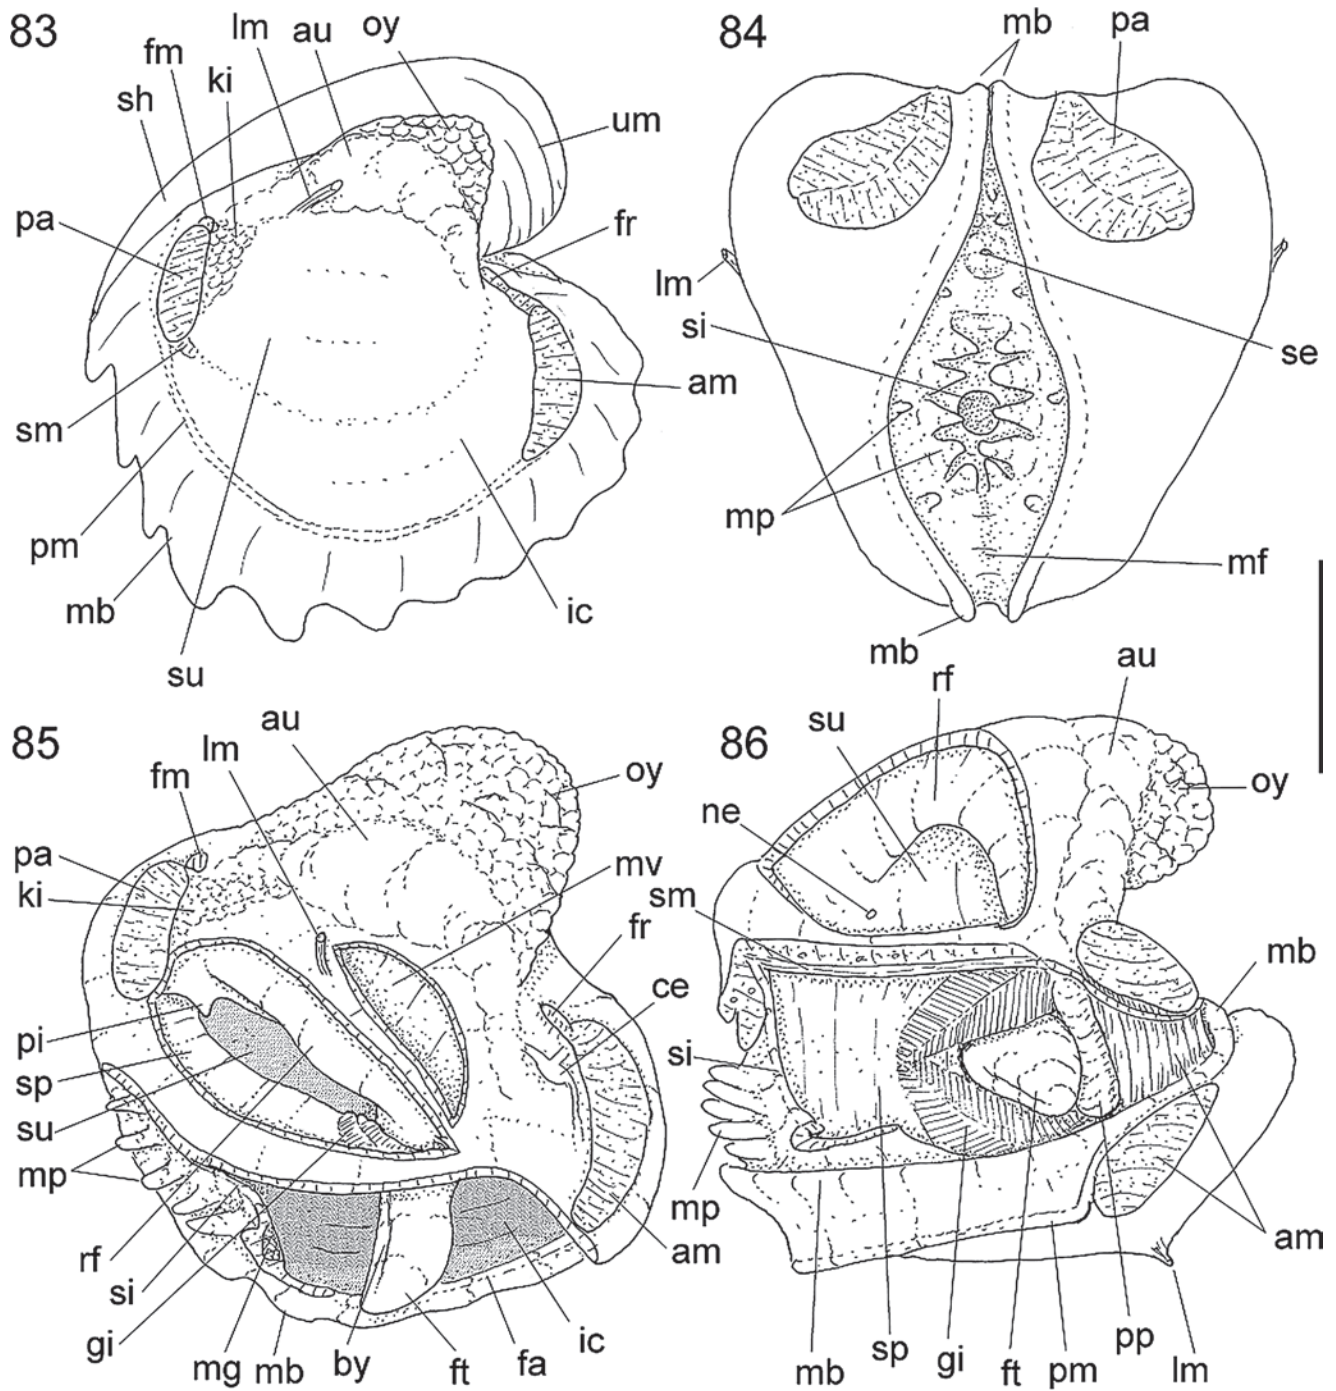 83
lm
au
oy
fm
ki
sh
um
pa
fr
am
sm
pm
mb
ic
su
84
mb
pa
lm
si
se
mp
mf
mb
85
au
lm
fm
oy
pa
mv
ki
fr
ce
pi
sp
su
mp
rf
am
si
gi
mg
mb
by
ft
fa
ic
86
rf
au
su
oy
ne
sm
mb
si
mp
am
mb
sp
gi
ft
pm
pp
lm